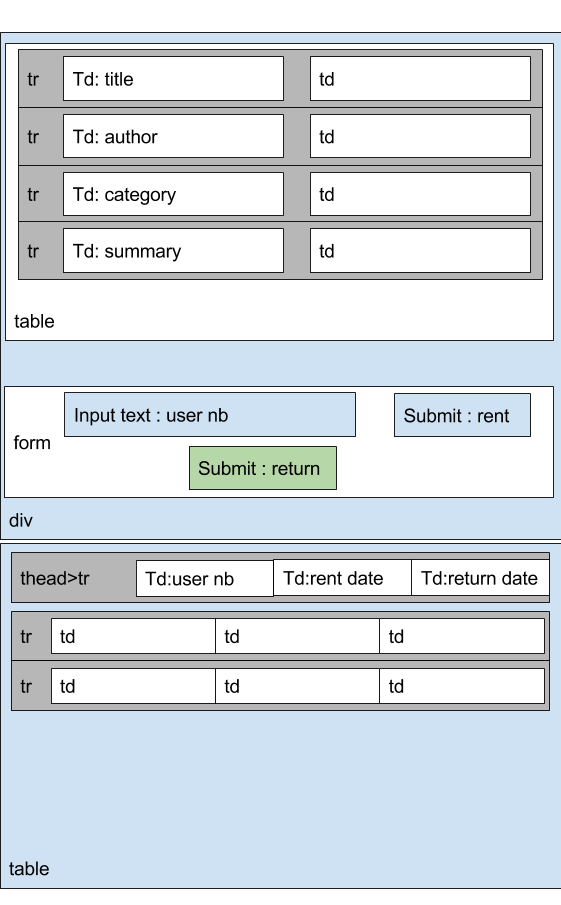 tr Td: title td
tr Td: author td
tr Td: category td
tr Td: summary td
table
Input text : user nb Submit : rent
form
Submit : return
div
thead>tr Td:user nb Td:rent date Td:return date
tr td td td
tr td td td
table